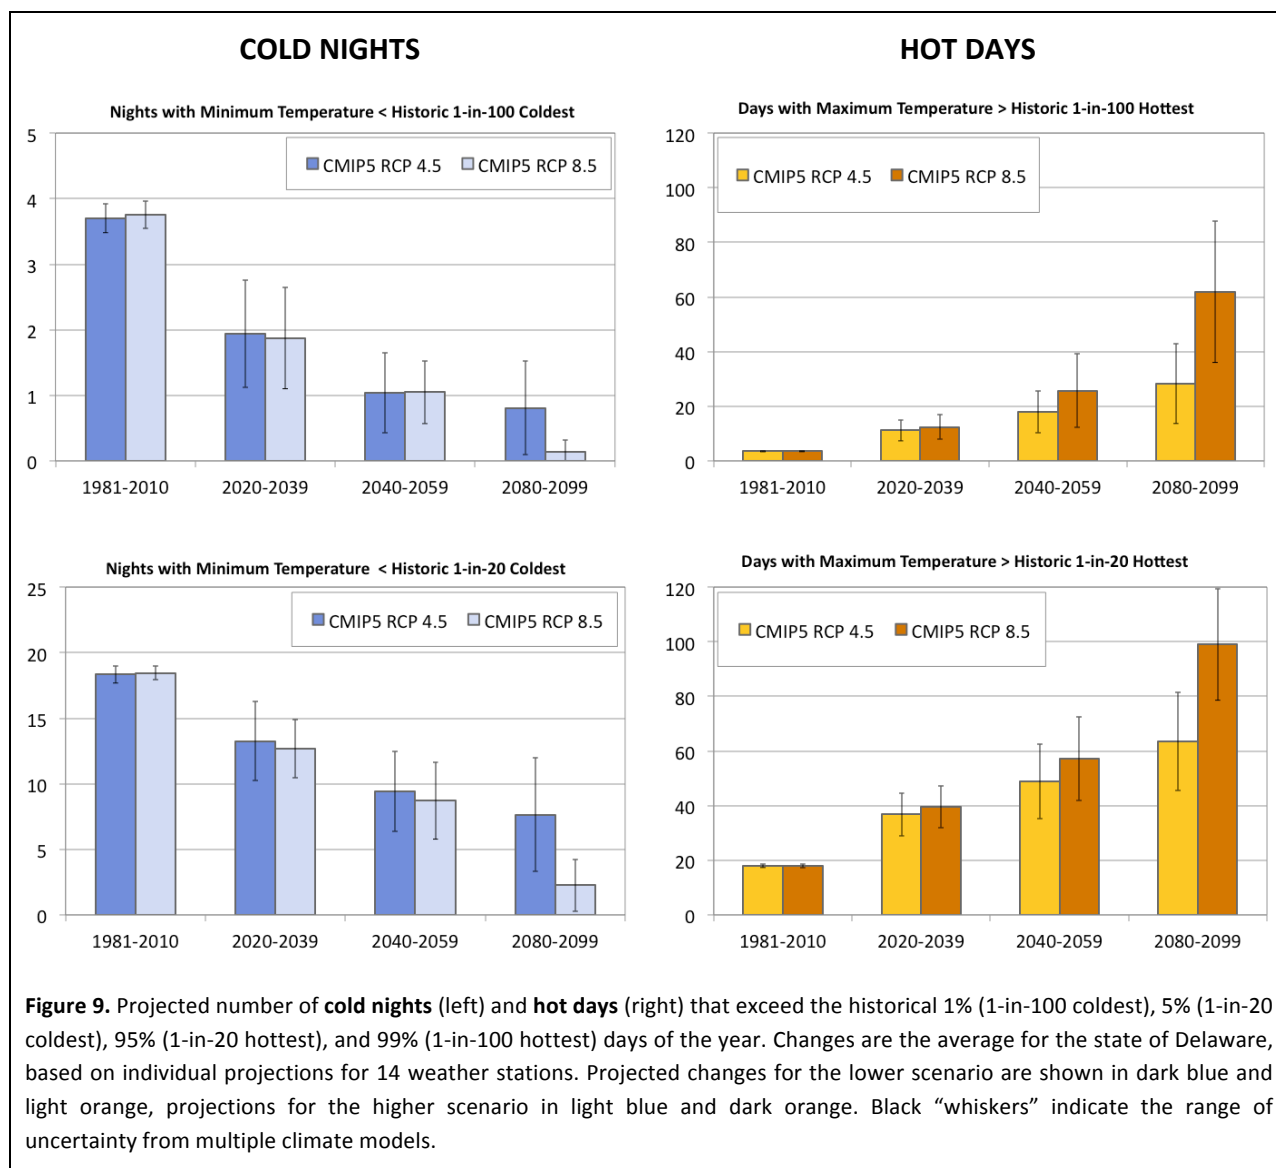 COLD NIGHTS
HOT DAYS
Nights with Minimum Temperature < Historic 1-in-100 Coldest
5
4
3
2
1
0
CMIP5 RCP 4.5 CMIP5 RCP 8.5
1981-2010 2020-2039 2040-2059 2080-2099
Days with Maximum Temperature > Historic 1-in-100 Hottest
120
100
80
60
40
20
0
CMIP5 RCP 4.5 CMIP5 RCP 8.5
1981-2010 2020-2039 2040-2059 2080-2099
Nights with Minimum Temperature < Historic 1-in-20 Coldest
25
20
15
10
5
0
CMIP5 RCP 4.5 CMIP5 RCP 8.5
1981-2010 2020-2039 2040-2059 2080-2099
Days with Maximum Temperature > Historic 1-in-20 Hottest
120
100
80
60
40
20
0
CMIP5 RCP 4.5 CMIP5 RCP 8.5
1981-2010 2020-2039 2040-2059 2080-2099
Figure 9. Projected number of cold nights (left) and hot days (right) that exceed the historical 1% (1-in-100 coldest), 5% (1-in-20
coldest), 95% (1-in-20 hottest), and 99% (1-in-100 hottest) days of the year. Changes are the average for the state of Delaware,
based on individual projections for 14 weather stations. Projected changes for the lower scenario are shown in dark blue and
light orange, projections for the higher scenario in light blue and dark orange. Black “whiskers” indicate the range of
uncertainty from multiple climate models.